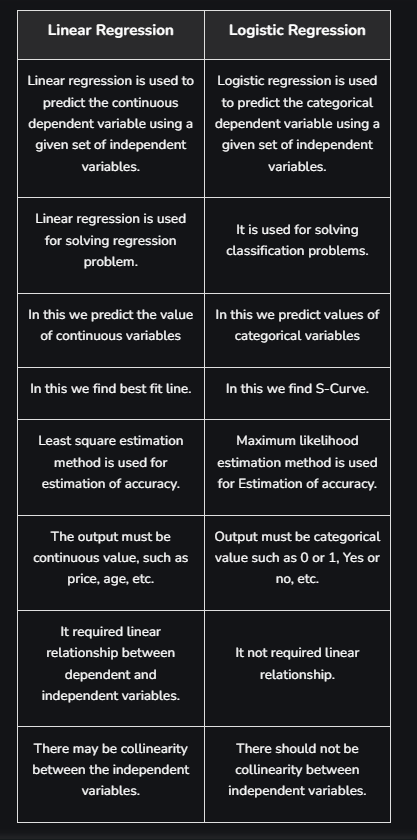 Linear Regression
Logistic Regression
Linear regression is used to
predict the continuous
dependent variable using a
given set of independent
variables.
Logistic regression is used
to predict the categorical
dependent variable using a
given set of independent
variables.
Linear regression is used
for solving regression
problem.
It is used for solving
classification problems.
In this we predict the value
of continuous variables
In this we predict values of
categorical variables
In this we find best fit line.
In this we find S-Curve.
Least square estimation
method is used for
estimation of accuracy.
Maximum likelihood
estimation method is used
for Estimation of accuracy.
The output must be
continuous value, such as
price, age, etc.
Output must be categorical
value such as 0 or 1, Yes or
no, etc.
It required linear
relationship between
dependent and
independent variables.
It not required linear
relationship.
There may be collinearity
between the independent
variables.
There should not be
collinearity between
independent variables.